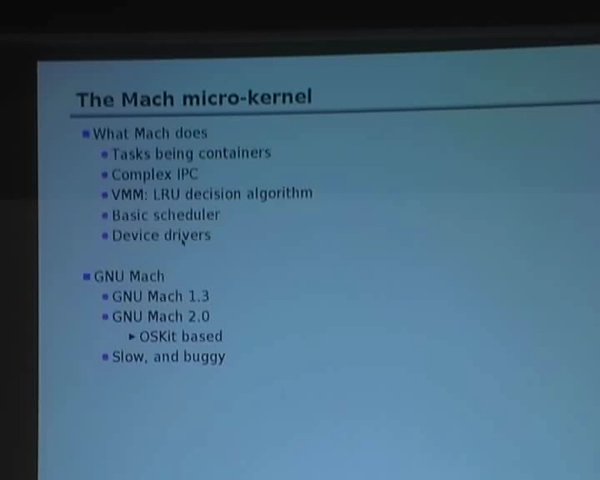 The Mach micro-kernel
What Mach does
Tasks being containers
Complex IPC
VMM: LRU decision algorithm
Basic scheduler
Device drivers
GNU Mach
GNU Mach 1.3
GNU Mach 2.0
OSKit based
Slow, and buggy